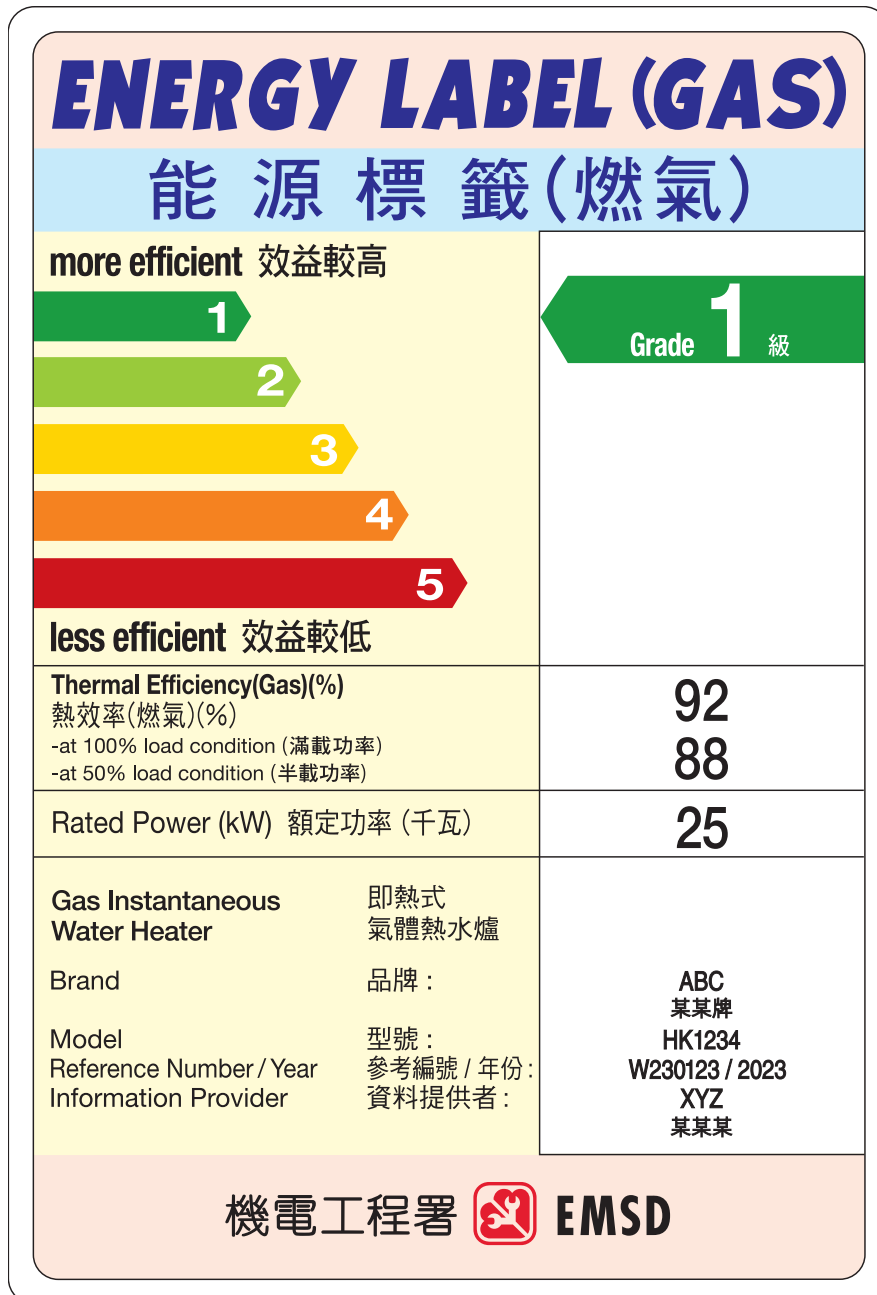 ENERGY LABEL (GAS)
能源標籤(燃氣)
more efficient 效益較高
1
2
3
4
5
Grade 1 級
less efficient 效益較低
Thermal Efficiency(Gas)(%)
熱效率(燃氣)(%)
-at 100% load condition (滿載功率) 92
-at 50% load condition (半載功率) 88
Rated Power (kW) 額定功率 (千瓦) 25
Gas Instantaneous 即熱式
Water Heater 氣體熱水爐
Brand 品牌 : ABC
某某牌
Model 型號 : HK1234
Reference Number / Year 參考編號 / 年份 : W230123 / 2023
Information Provider 資料提供者 : XYZ
某某某
機電工程署 EMSD